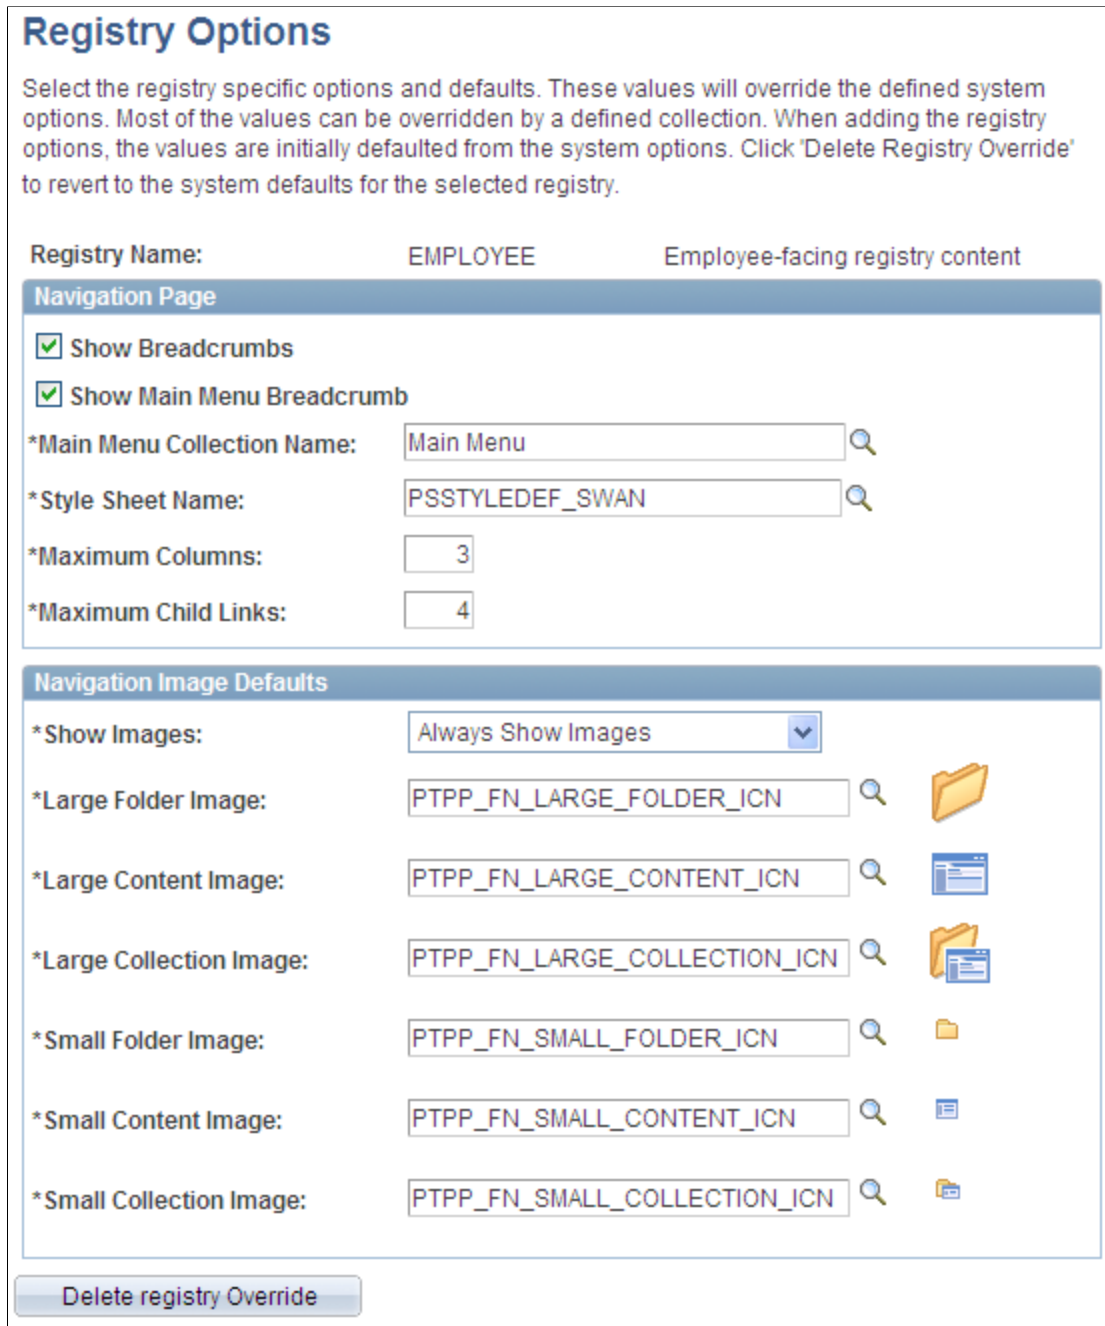 Registry Options
Select the registry specific options and defaults. These values will override the defined system
options. Most of the values can be overridden by a defined collection. When adding the registry
options, the values are initially defaulted from the system options. Click 'Delete Registry Override'
to revert to the system defaults for the selected registry.
Registry Name: EMPLOYEE Employee-facing registry content
Navigation Page
Show Breadcrumbs
Show Main Menu Breadcrumb
*Main Menu Collection Name: Main Menu
*Style Sheet Name: PSSTYLEDEF_SWAN
*Maximum Columns: 3
*Maximum Child Links: 4
Navigation Image Defaults
*Show Images: Always Show Images
*Large Folder Image: PTPP_FN_LARGE_FOLDER_ICN
*Large Content Image: PTPP_FN_LARGE_CONTENT_ICN
*Large Collection Image: PTPP_FN_LARGE_COLLECTION_ICN
*Small Folder Image: PTPP_FN_SMALL_FOLDER_ICN
*Small Content Image: PTPP_FN_SMALL_CONTENT_ICN
*Small Collection Image: PTPP_FN_SMALL_COLLECTION_ICN
Delete registry Override